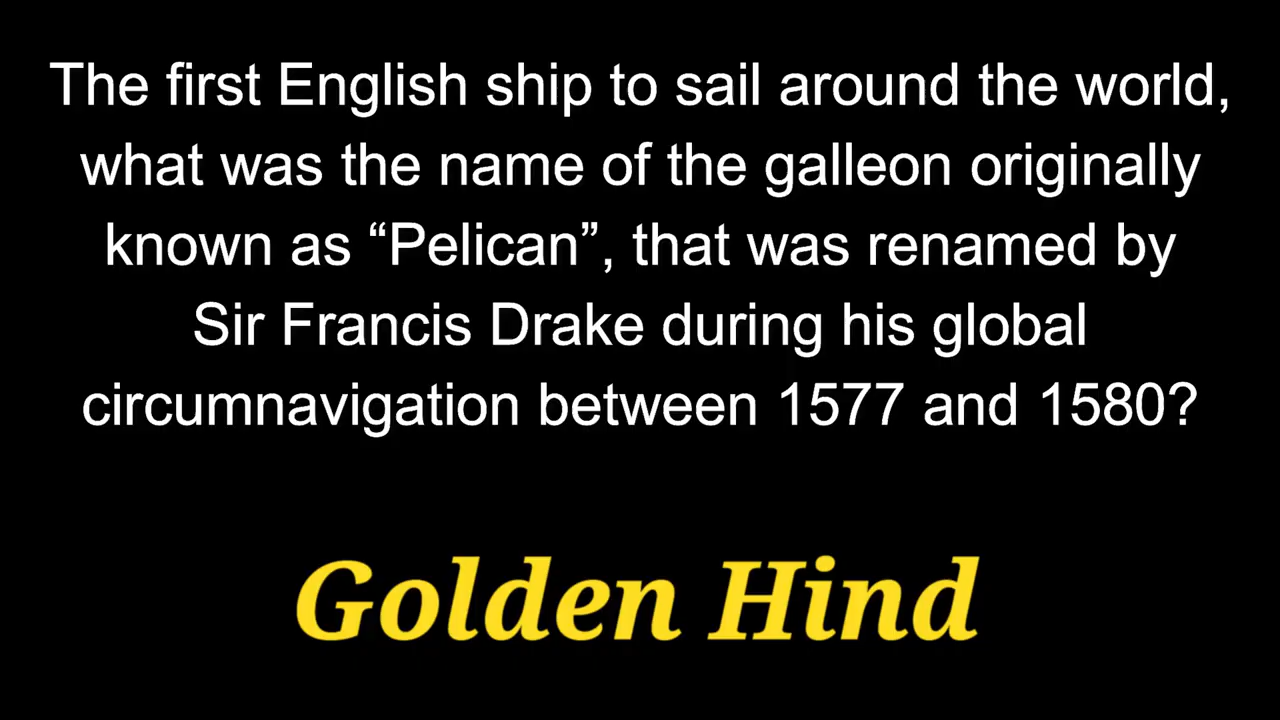 The first English ship to sail around the world,
what was the name of the galleon originally
known as “Pelican”, that was renamed by
Sir Francis Drake during his global
circumnavigation between 1577 and 1580?
Golden Hind